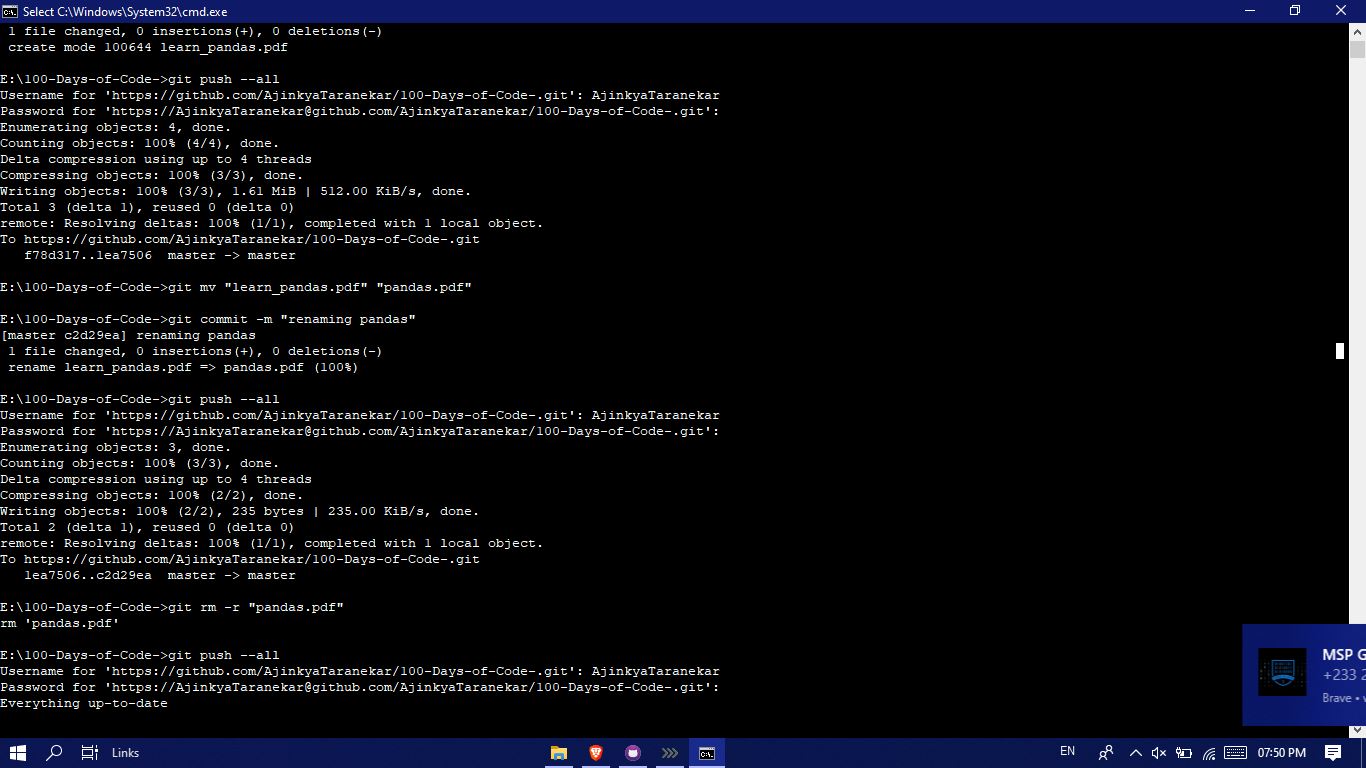 Select C:\Windows\System32\cmd.exe
1 file changed, 0 insertions(+), 0 deletions(-)
create mode 100644 learn_pandas.pdf
E:\100-Days-of-Code->git push --all
Username for 'https://github.com/AjinkyaTaranekar/100-Days-of-Code-.git': AjinkyaTaranekar
Password for 'https://AjinkyaTaranekar@github.com/AjinkyaTaranekar/100-Days-of-Code-.git':
Enumerating objects: 4, done.
Counting objects: 100% (4/4), done.
Delta compression using up to 4 threads
Compressing objects: 100% (3/3), done.
Writing objects: 100% (3/3), 1.61 MiB | 512.00 KiB/s, done.
Total 3 (delta 1), reused 0 (delta 0)
remote: Resolving deltas: 100% (1/1), completed with 1 local object.
To https://github.com/AjinkyaTaranekar/100-Days-of-Code-.git
f78d317..1ea7506  master -> master
E:\100-Days-of-Code->git mv "learn_pandas.pdf" "pandas.pdf"
E:\100-Days-of-Code->git commit -m "renaming pandas"
[master c2d29ea] renaming pandas
1 file changed, 0 insertions(+), 0 deletions(-)
rename learn_pandas.pdf => pandas.pdf (100%)
E:\100-Days-of-Code->git push --all
Username for 'https://github.com/AjinkyaTaranekar/100-Days-of-Code-.git': AjinkyaTaranekar
Password for 'https://AjinkyaTaranekar@github.com/AjinkyaTaranekar/100-Days-of-Code-.git':
Enumerating objects: 3, done.
Counting objects: 100% (3/3), done.
Delta compression using up to 4 threads
Compressing objects: 100% (2/2), done.
Writing objects: 100% (2/2), 235 bytes | 235.00 KiB/s, done.
Total 2 (delta 1), reused 0 (delta 0)
remote: Resolving deltas: 100% (1/1), completed with 1 local object.
To https://github.com/AjinkyaTaranekar/100-Days-of-Code-.git
1ea7506..c2d29ea  master -> master
E:\100-Days-of-Code->git rm -r "pandas.pdf"
rm 'pandas.pdf'
E:\100-Days-of-Code->git push --all
Username for 'https://github.com/AjinkyaTaranekar/100-Days-of-Code-.git': AjinkyaTaranekar
Password for 'https://AjinkyaTaranekar@github.com/AjinkyaTaranekar/100-Days-of-Code-.git':
Everything up-to-date
MSP G
+233 2
Brave •
Links
EN
07:50 PM